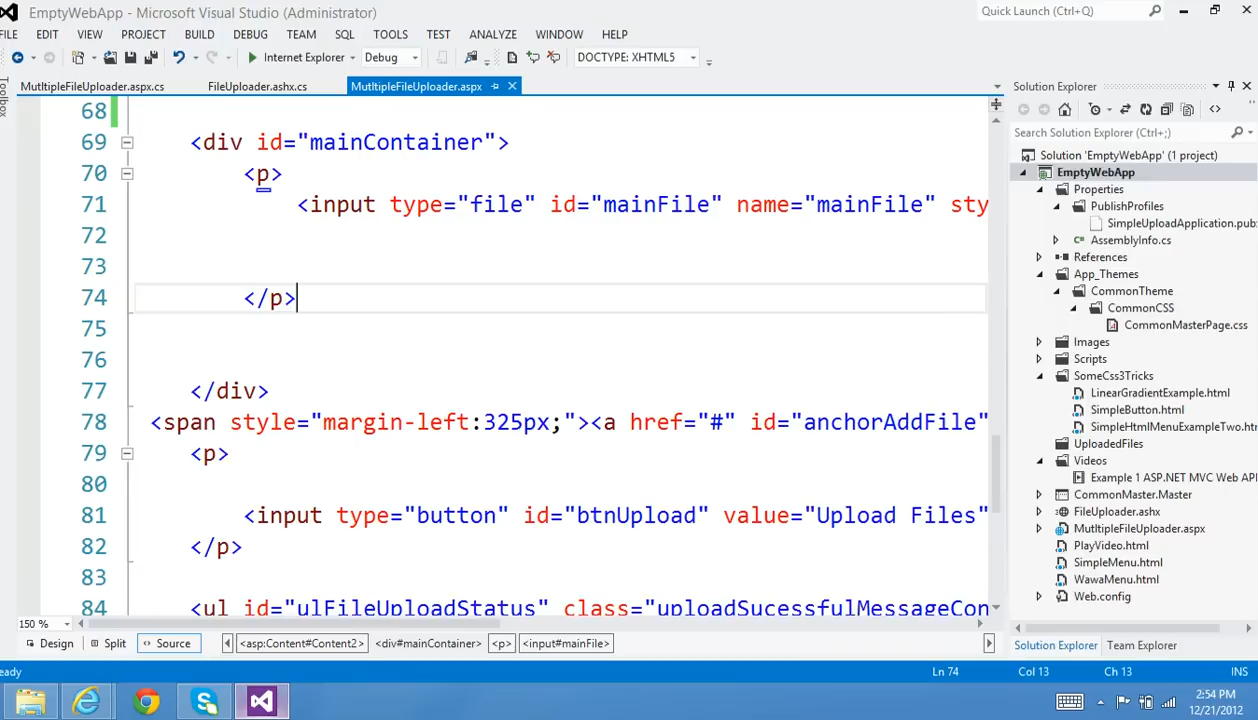 EmptyWebApp - Microsoft Visual Studio (Administrator)
Quick Launch (Ctrl+Q)
FILE EDIT VIEW PROJECT BUILD DEBUG TEAM SQL TOOLS TEST ANALYZE WINDOW HELP
Internet Explorer Debug DOCTYPE: XHTML5
Toolbox
MutltipleFileUploader.aspx.cs FileUploader.ashx.cs MutltipleFileUploader.aspx
68
69 <div id="mainContainer">
70 <p>
71 <input type="file" id="mainFile" name="mainFile" sty
72
73
74 </p>
75
76
77 </div>
78 <span style="margin-left:325px;"><a href="#" id="anchorAddFile"
79 <p>
80
81 <input type="button" id="btnUpload" value="Upload Files"
82 </p>
83
84 <ul id="ulFileUploadStatus" class="uploadSucessfulMessageCon
150 %
Design Split Source <asp:Content#Content2> <div#mainContainer> <p> <input#mainFile>
Solution Explorer
Search Solution Explorer (Ctrl+;)
Solution 'EmptyWebApp' (1 project)
EmptyWebApp
Properties
PublishProfiles
SimpleUploadApplication.pub
AssemblyInfo.cs
References
App_Themes
CommonTheme
CommonCSS
CommonMasterPage.css
Images
Scripts
SomeCss3Tricks
LinearGradientExample.html
SimpleButton.html
SimpleHtmlMenuExampleTwo.htm
UploadedFiles
Videos
Example 1 ASP.NET MVC Web API
CommonMaster.Master
FileUploader.ashx
MutltipleFileUploader.aspx
PlayVideo.html
SimpleMenu.html
WawaMenu.html
Web.config
Solution Explorer Team Explorer
eady Ln 74 Col 13 Ch 13 INS
2:54 PM
12/21/2012